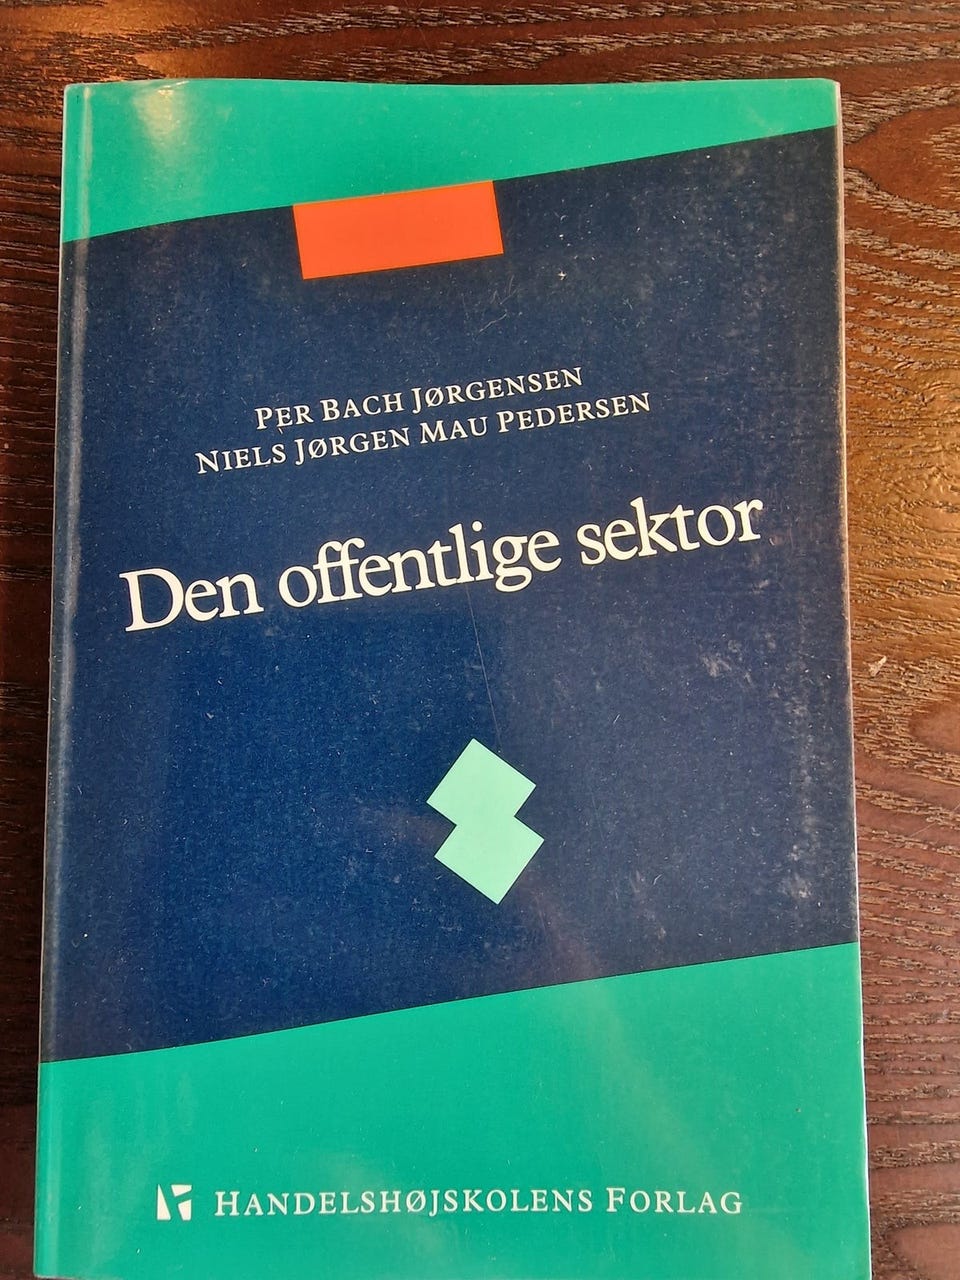 PER BACH JØRGENSEN
NIELS JØRGEN MAU PEDERSEN
Den offentlige sektor
HANDELSHØJSKOLENS FORLAG